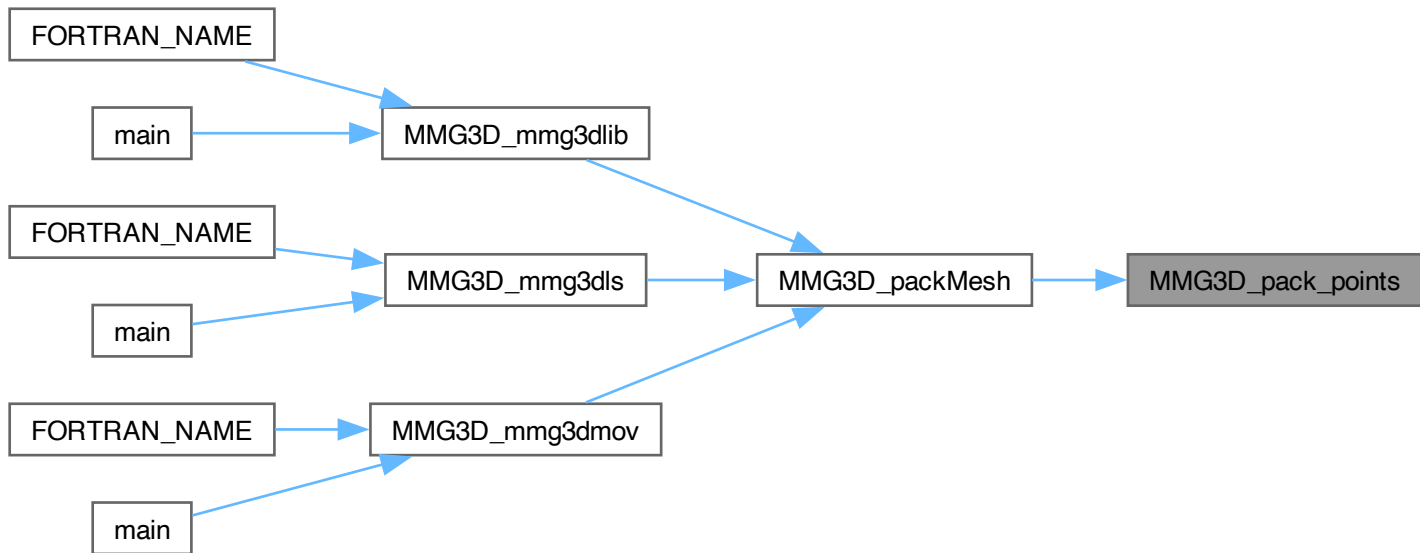 FORTRAN_NAME
main
MMG3D_mmg3dlib
FORTRAN_NAME
main
MMG3D_mmg3dls
MMG3D_packMesh
MMG3D_pack_points
FORTRAN_NAME
main
MMG3D_mmg3dmov